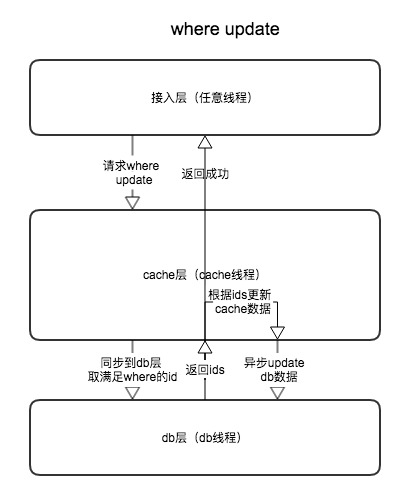 where update
接入层（任意线程）
请求where
update
返回成功
cache层（cache线程）
根据ids更新
cache数据
同步到db层
取满足where的id
返回ids
异步update
db数据
db层（db线程）